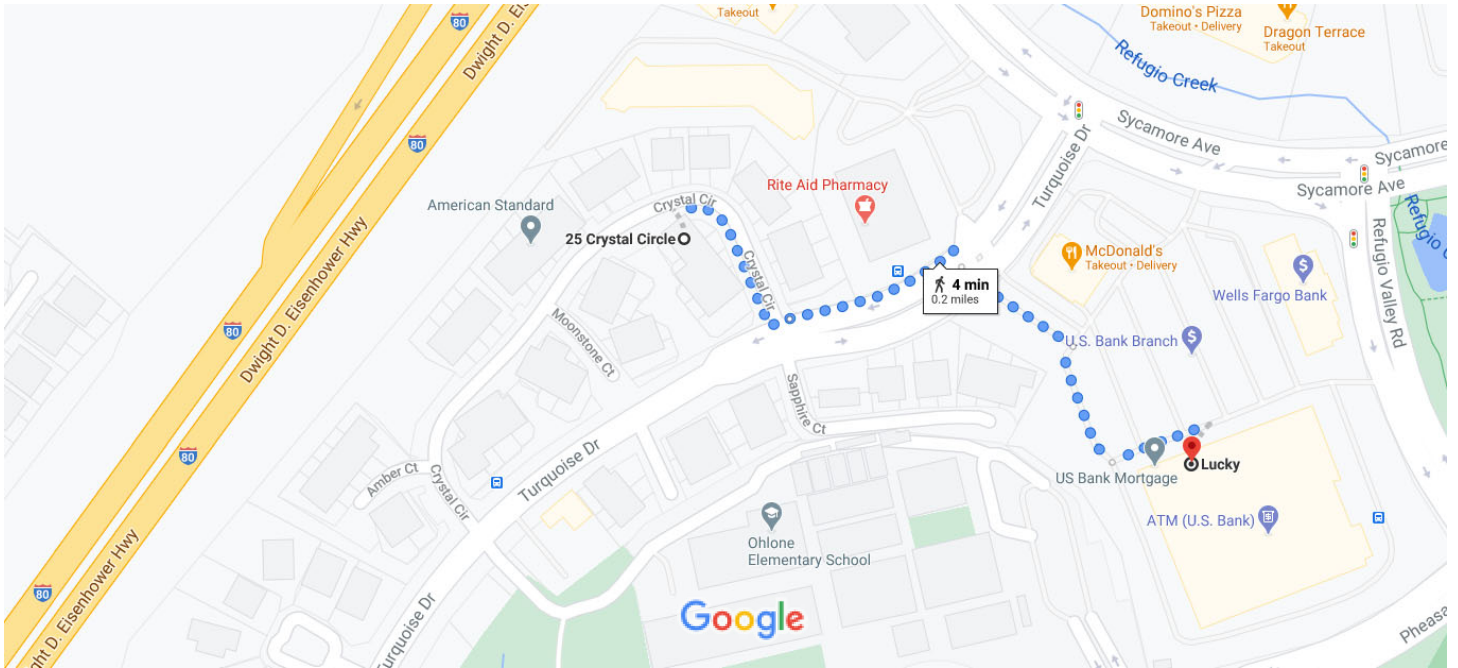 Takeout
Domino's Pizza
Takeout • Delivery
Dragon Terrace
Takeout
80
Dwight D. Ei
80
Refugio Creek
80
Sycamore Ave
Turquoise Dr
Sycamore
Sycamore Ave
Rite Aid Pharmacy
American Standard
Crystal Cir
25 Crystal Circle
Refugio
Refugio Valley Rd
McDonald's
Takeout • Delivery
4 min
0.2 miles
Crystal Cir
Wells Fargo Bank
Dwight D. Eisenhower Hwy
80
Moonstone Ct
U.S. Bank Branch
Sapphire Ct
80
Turquoise Dr
Amber Ct
Crystal Cir
Lucky
US Bank Mortgage
ATM (U.S. Bank)
Ohlone
Elementary School
80
D. Eisenhower Hwy
Google
Turquoise Dr
Pheasa